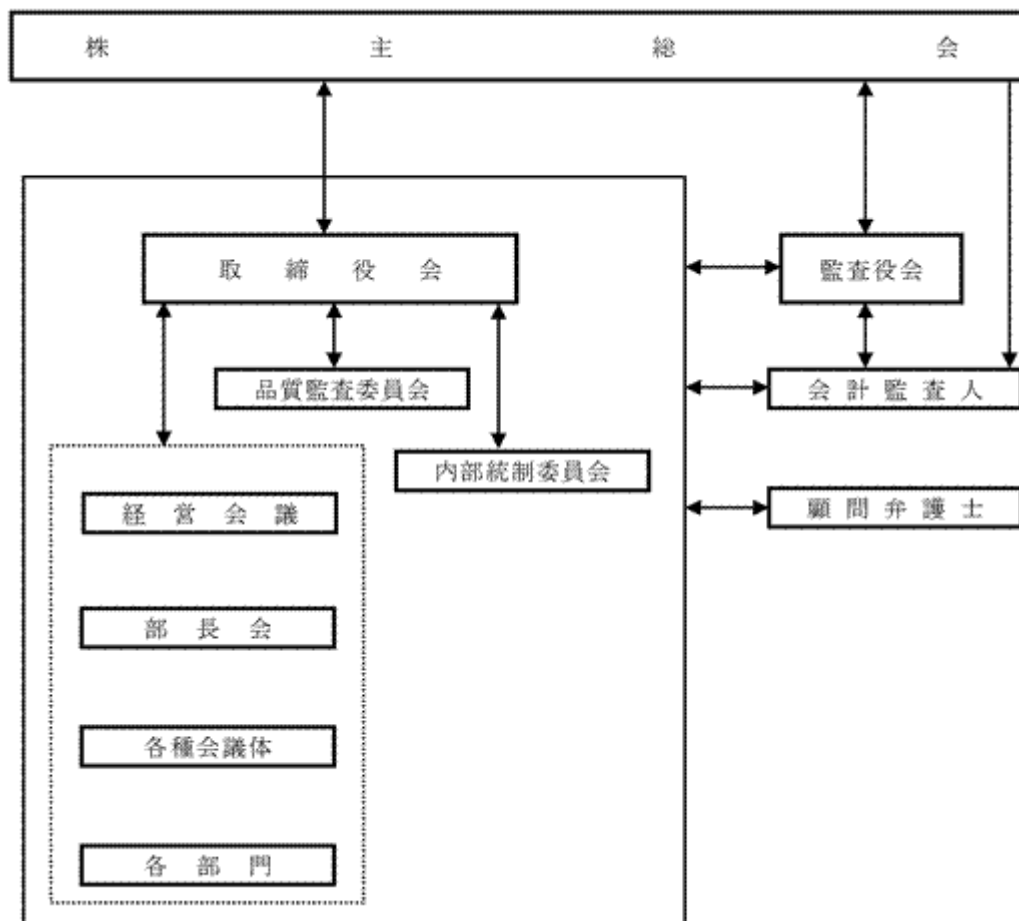 株主総会
取締役会
監査役会
品質監査委員会
会計監査人
内部統制委員会
経営会議
顧問弁護士
部長会
各種会議体
各部門